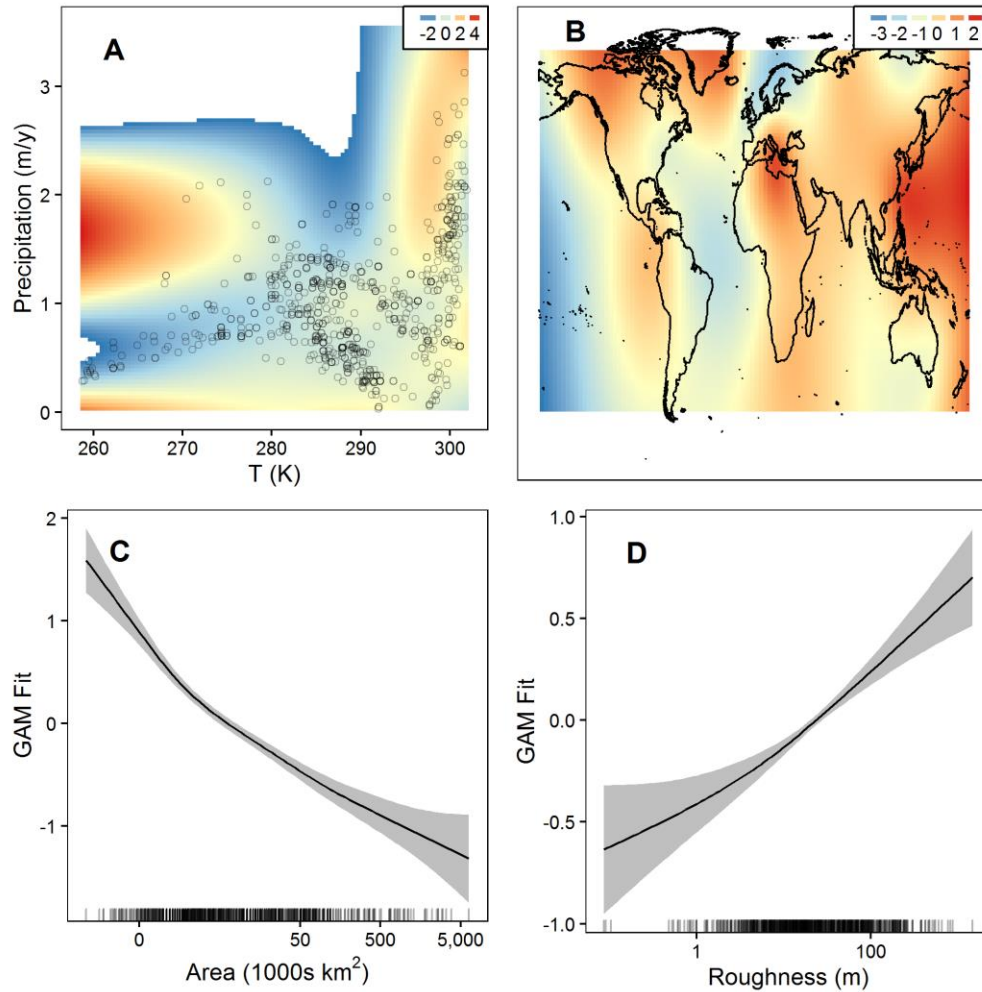 A
-2 0 2 4
Precipitation (m/y)
3
2
1
0
260 270 280 290 300
T (K)
B
-3 -2 -1 0 1 2
C
GAM Fit
2
1
0
-1
0 50 500 5,000
Area (1000s km²)
D
GAM Fit
1.0
0.5
0.0
-0.5
-1.0
1 100
Roughness (m)